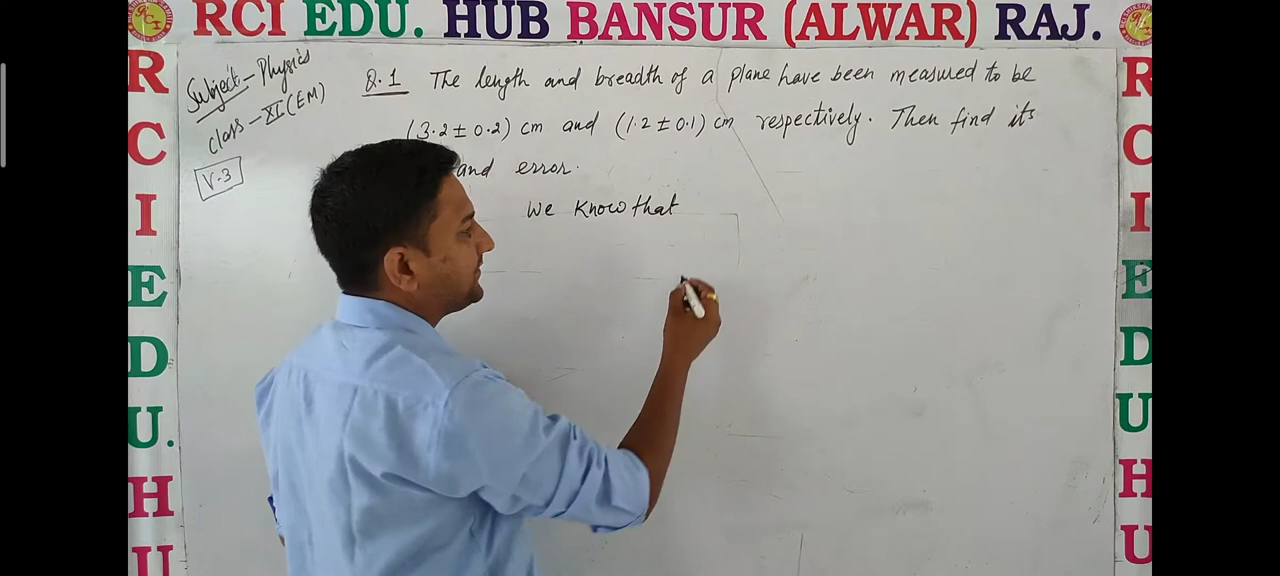 RCI EDU. HUB BANSUR (ALWAR) RAJ.
R
C
I
E
D
U.
H
U
Subject - Physics
Class - XI (EM)
V.3
Q.1 The length and breadth of a plane have been measured to be
(3.2 ± 0.2) cm and (1.2 ± 0.1) cm respectively. Then find its
and error.
We Know that
R
C
I
E
D
U
H
U